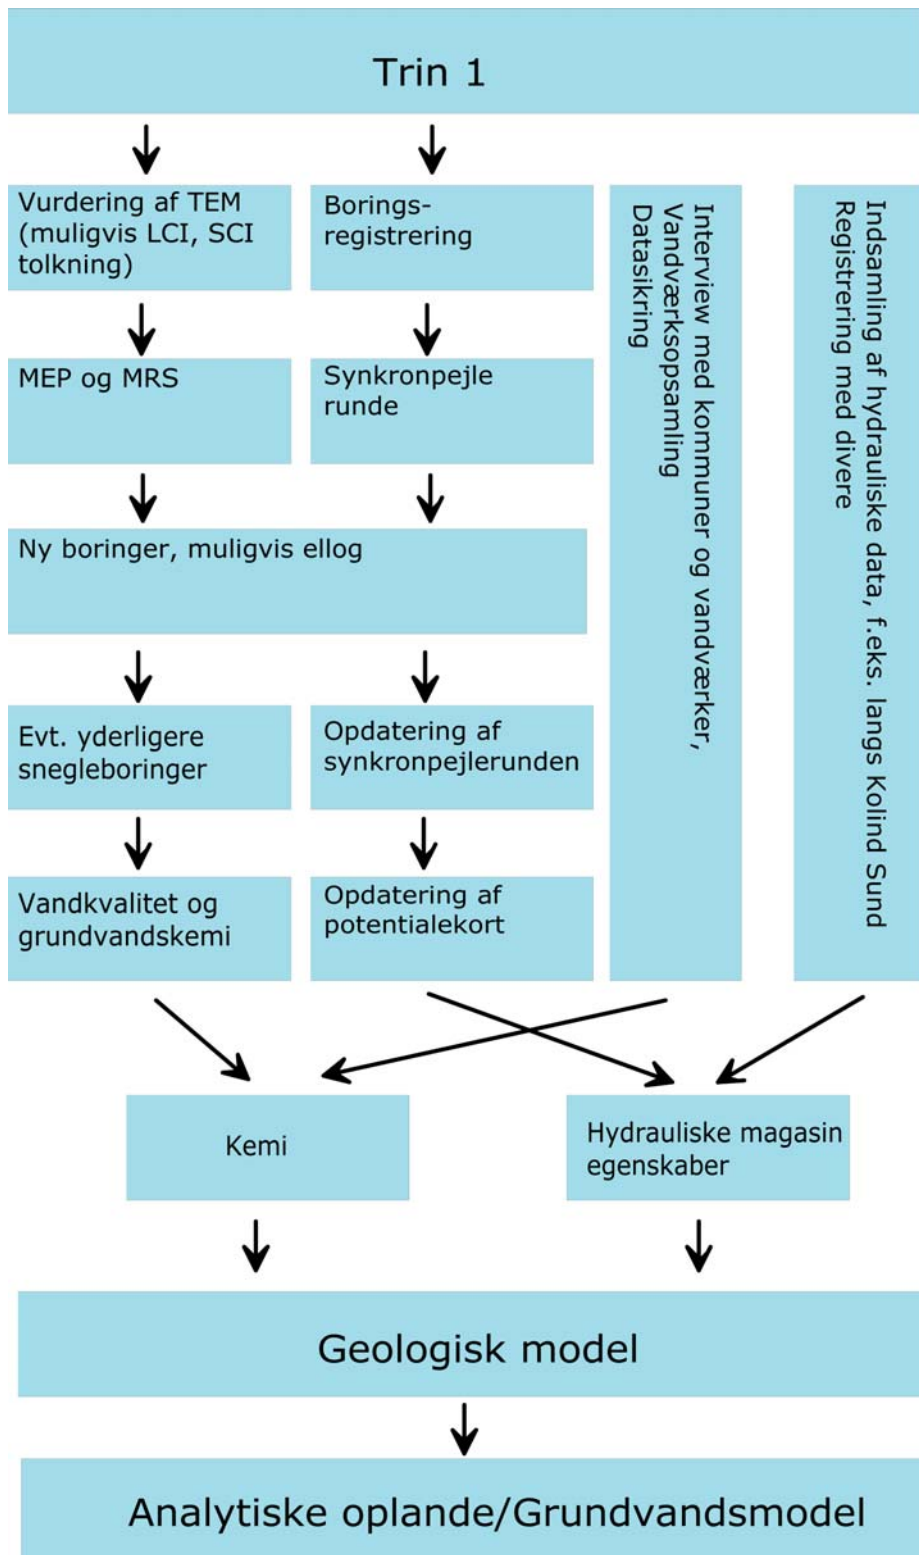 Trin 1
Vurdering af TEM
(muligvis LCI, SCI
tolkning)
Borings-
registrering
Interview med kommuner og vandværker,
Vandværksopsamling
Datasikring
Indsamling af hydrauliske data, f.eks. langs Kolind Sund
Registrering med divere
MEP og MRS
Synkronpejle
runde
Ny boringer, muligvis ellog
Evt. yderligere
snegleboringer
Opdatering af
synkronpejlerunden
Vandkvalitet og
grundvandskemi
Opdatering af
potentialekort
Kemi
Hydrauliske magasin
egenskaber
Geologisk model
Analytiske oplande/Grundvandsmodel